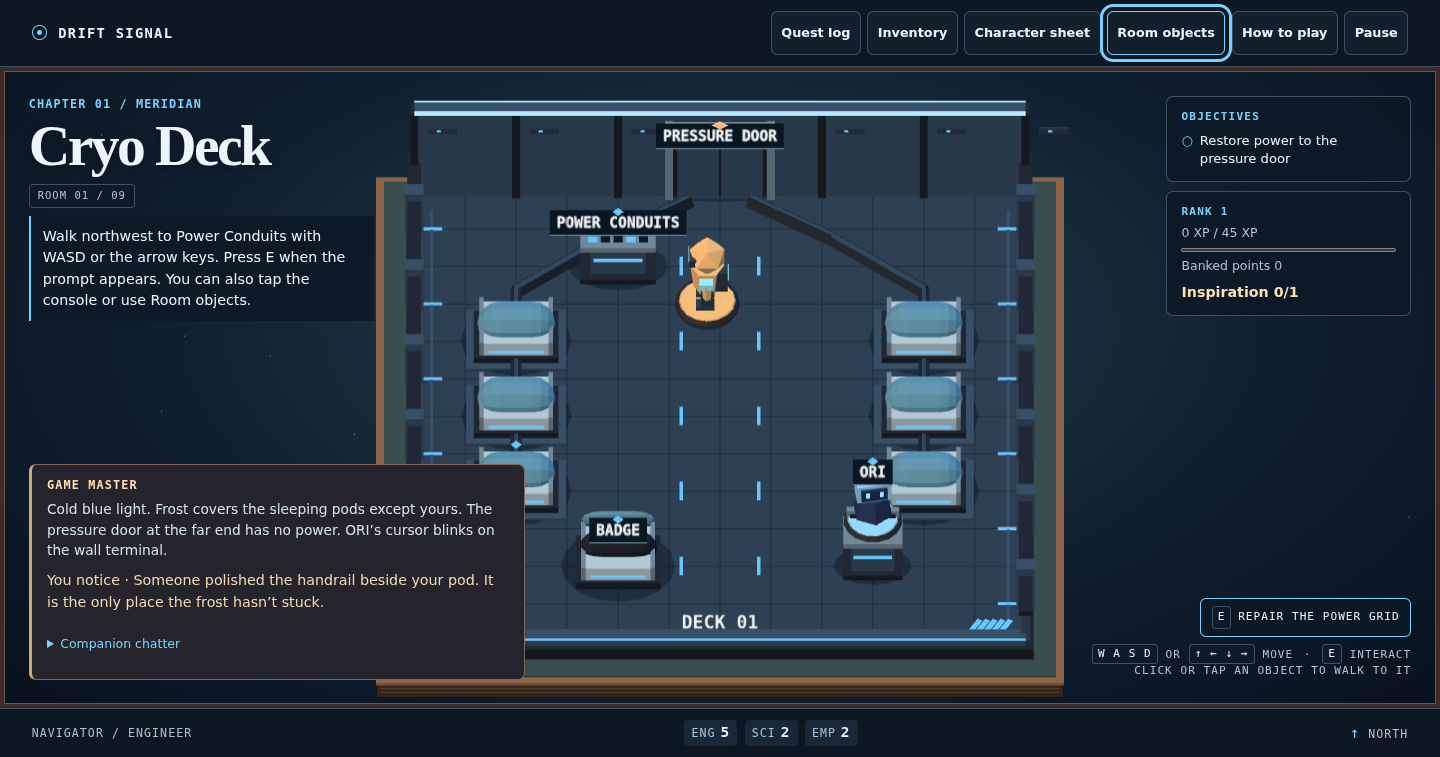 DRIFT SIGNAL
Quest log
Inventory
Character sheet
Room objects
How to play
Pause
CHAPTER 01 / MERIDIAN
Cryo Deck
ROOM 01 / 09
Walk northwest to Power Conduits with
WASD or the arrow keys. Press E when the
prompt appears. You can also tap the
console or use Room objects.
PRESSURE DOOR
POWER CONDUITS
ORI
BADGE
DECK 01
OBJECTIVES
Restore power to the
pressure door
RANK 1
0 XP / 45 XP
Banked points 0
Inspiration 0/1
GAME MASTER
Cold blue light. Frost covers the sleeping pods except yours. The
pressure door at the far end has no power. ORI’s cursor blinks on
the wall terminal.
You notice · Someone polished the handrail beside your pod. It
is the only place the frost hasn’t stuck.
Companion chatter
E REPAIR THE POWER GRID
W A S D OR ↑ ← ↓ → MOVE · E INTERACT
CLICK OR TAP AN OBJECT TO WALK TO IT
NAVIGATOR / ENGINEER
ENG 5
SCI 2
EMP 2
↑ NORTH